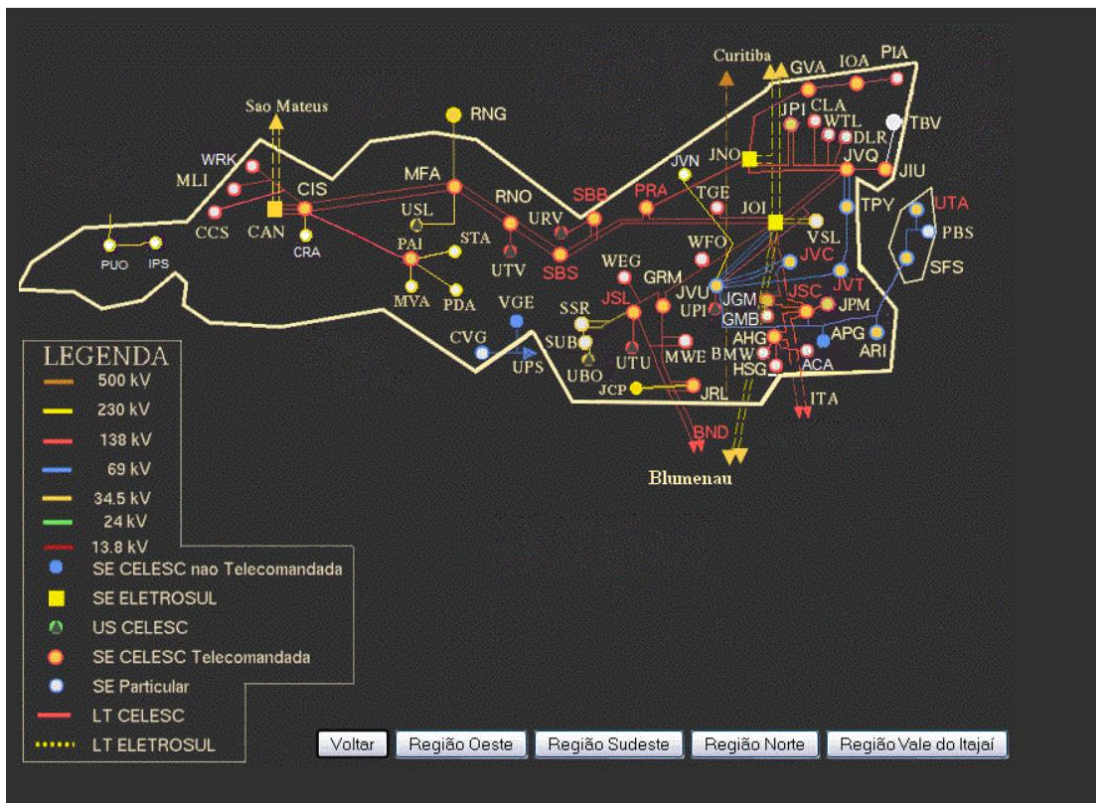 Curitiba
PIA
IOA
GVA
Sao Mateus
RNG
JPI
CLA
WTL
DLR
TBV
WRK
MLI
CIS
MFA
JVN
JNO
JVQ
JIU
RNO
SBB
PRA
TGE
USL
URV
JOI
TPY
UTA
CCS
CAN
VSL
PBS
CRA
PAI
STA
UTV
SBS
WFO
JVC
PUO
IPS
SFS
WEG
GRM
JVT
MVA
PDA
JVU
JGM
JSC
VGE
SSR
JSL
UPI
GMB
JPM
CVG
SUB
AHG
APG
ARI
UPS
UTU
MWE
BMW
ACA
UBO
HSG
JCP
JRL
ITA
BND
Blumenau
LEGENDA
500 kV
230 kV
138 kV
69 kV
34.5 kV
24 kV
13.8 kV
SE CELESC nao Telecomandada
SE ELETROSUL
US CELESC
SE CELESC Telecomandada
SE Particular
LT CELESC
LT ELETROSUL
Voltar
Região Oeste
Região Sudeste
Região Norte
Região Vale do Itajaí